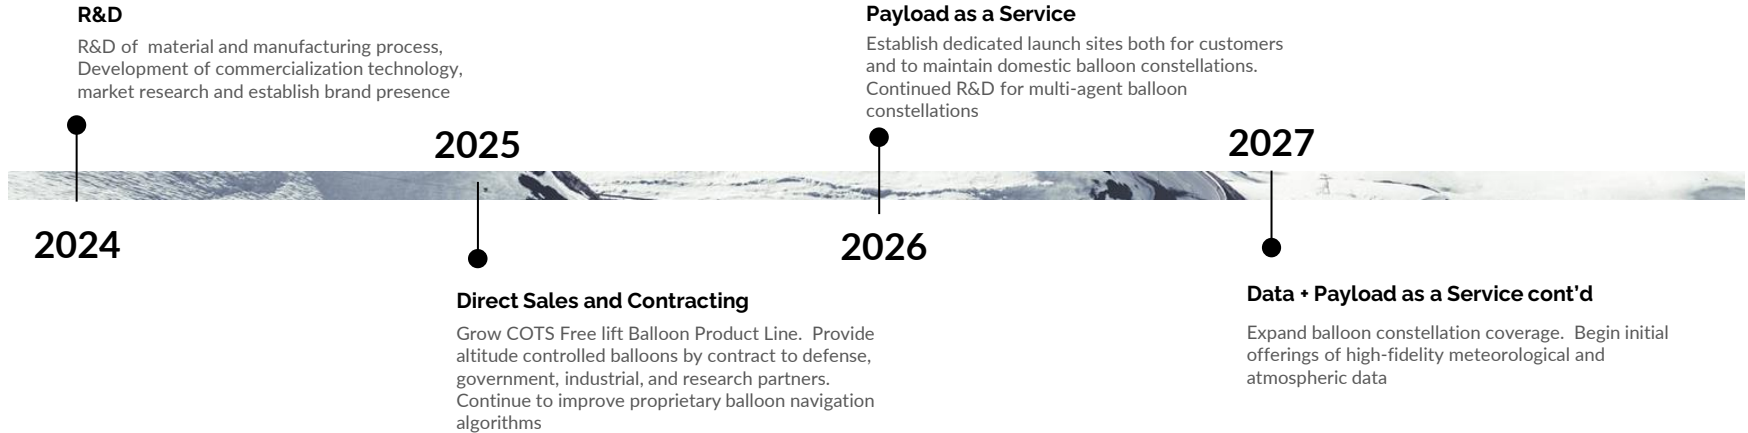 R&D
R&D of  material and manufacturing process,
Development of commercialization technology,
market research and establish brand presence
2024
2025
Direct Sales and Contracting
Grow COTS Free lift Balloon Product Line.  Provide
altitude controlled balloons by contract to defense,
government, industrial, and research partners.
Continue to improve proprietary balloon navigation
algorithms
Payload as a Service
Establish dedicated launch sites both for customers
and to maintain domestic balloon constellations.
Continued R&D for multi-agent balloon
constellations
2026
2027
Data + Payload as a Service cont’d
Expand balloon constellation coverage.  Begin initial
offerings of high-fidelity meteorological and
atmospheric data